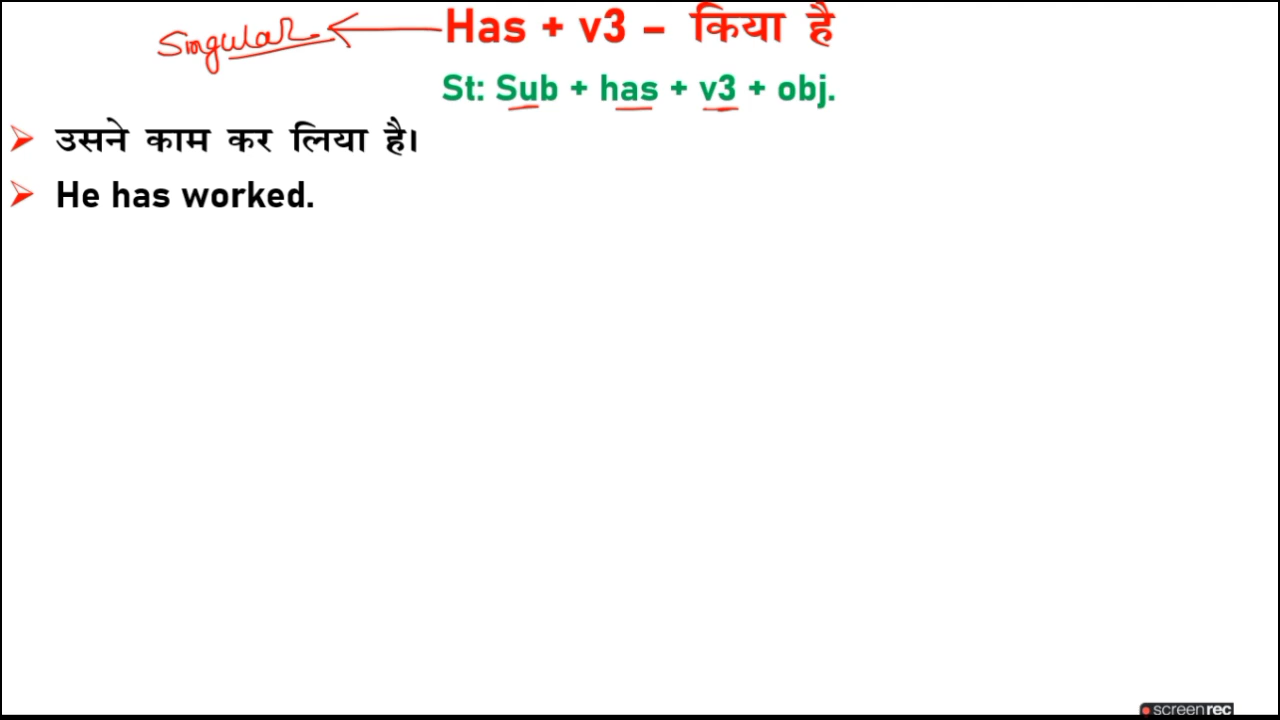 Singular. Has + v3 – किया है
St: Sub + has + v3 + obj.
उसने काम कर लिया है।
He has worked.
screenrec